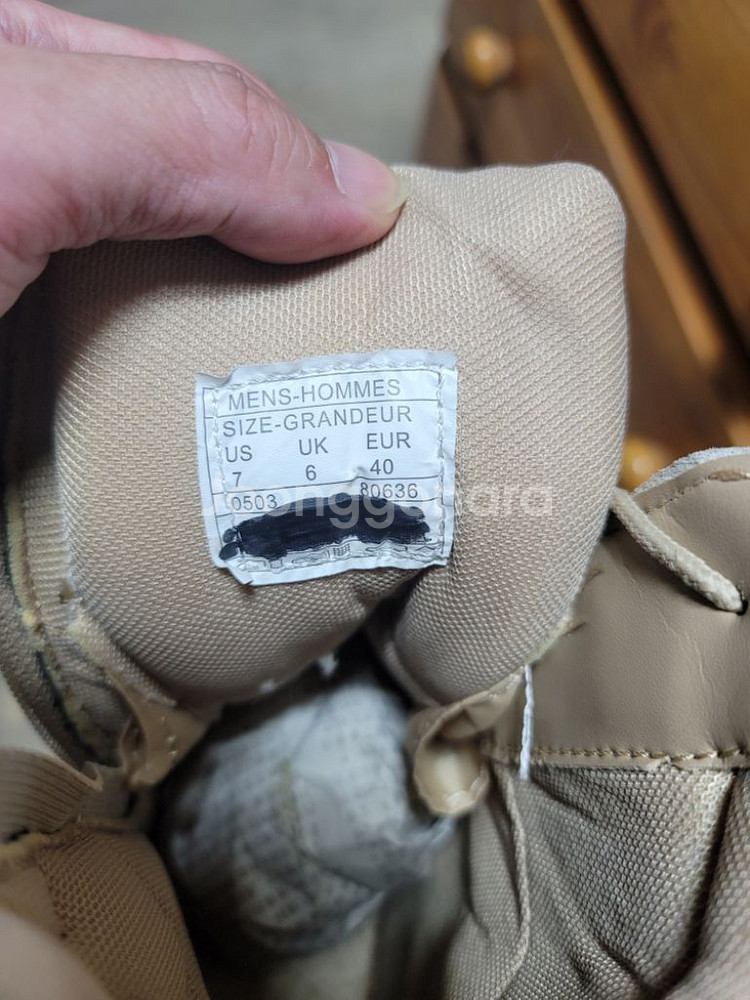 MENS-HOMMES
SIZE-GRANDEUR
US UK EUR
7 6 40
0503 80636